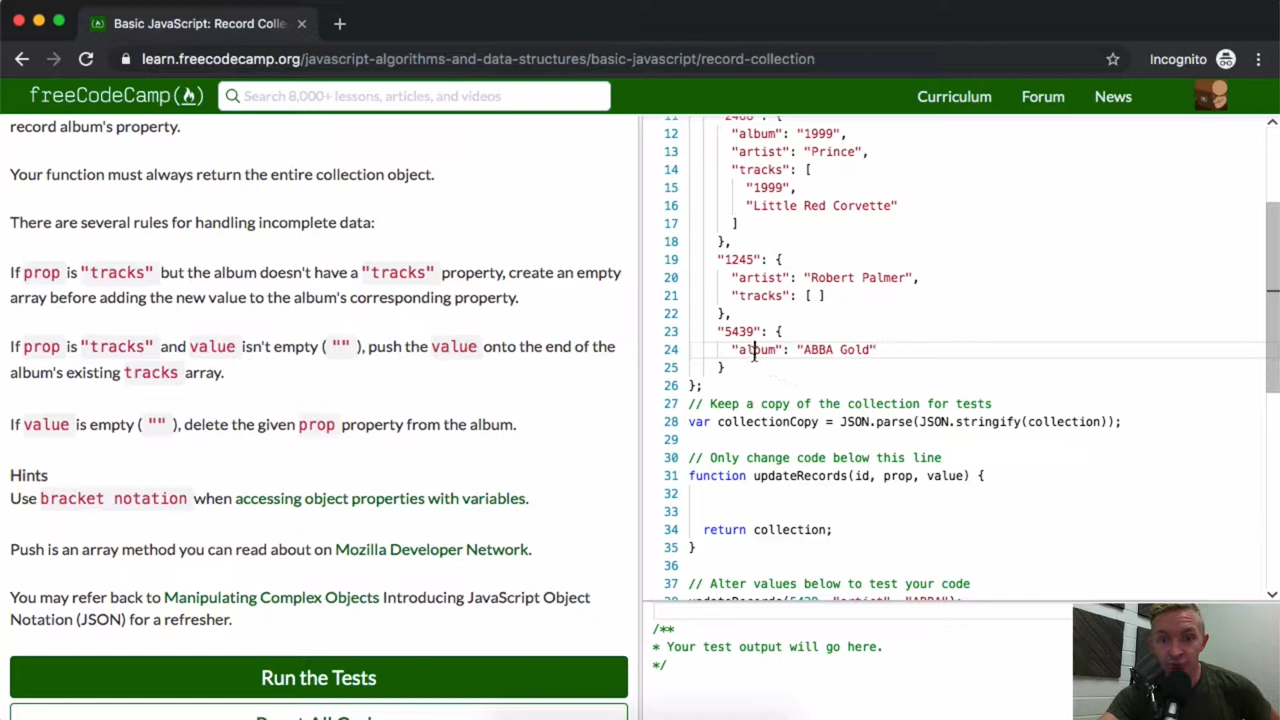 Basic JavaScript: Record Colle
learn.freecodecamp.org/javascript-algorithms-and-data-structures/basic-javascript/record-collection
Incognito
freeCodeCamp
Search 8,000+ lessons, articles, and videos
Curriculum
Forum
News
record album's property.
Your function must always return the entire collection object.
There are several rules for handling incomplete data:
If prop is "tracks" but the album doesn't have a "tracks" property, create an empty
array before adding the new value to the album's corresponding property.
If prop is "tracks" and value isn't empty ( "" ), push the value onto the end of the
album's existing tracks array.
If value is empty ( "" ), delete the given prop property from the album.
Hints
Use bracket notation when accessing object properties with variables.
Push is an array method you can read about on Mozilla Developer Network.
You may refer back to Manipulating Complex Objects Introducing JavaScript Object
Notation (JSON) for a refresher.
Run the Tests
Reset All Code
11 "2468": {
12 "album": "1999",
13 "artist": "Prince",
14 "tracks": [
15 "1999",
16 "Little Red Corvette"
17 ]
18 },
19 "1245": {
20 "artist": "Robert Palmer",
21 "tracks": [ ]
22 },
23 "5439": {
24 "album": "ABBA Gold"
25 }
26 };
27 // Keep a copy of the collection for tests
28 var collectionCopy = JSON.parse(JSON.stringify(collection));
29
30 // Only change code below this line
31 function updateRecords(id, prop, value) {
32
33
34 return collection;
35 }
36
37 // Alter values below to test your code
38 updateRecords(5439, "artist", "ABBA");
/**
* Your test output will go here.
*/